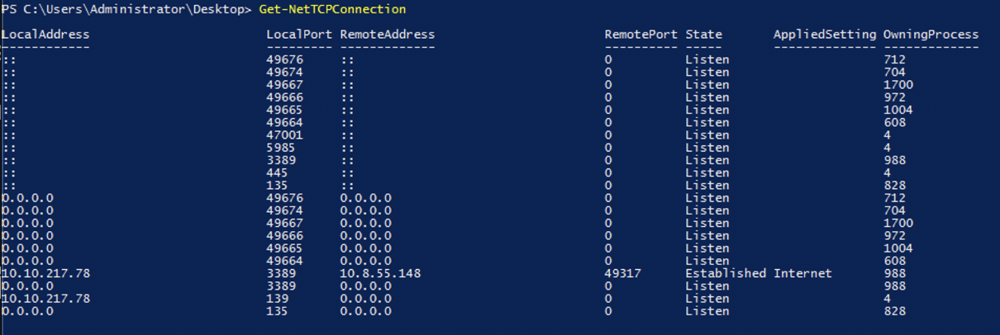 PS C:\Users\Administrator\Desktop> Get-NetTCPConnection
LocalAddress LocalPort RemoteAddress RemotePort State AppliedSetting OwningProcess
------------ --------- ------------- ---------- ----- -------------- -------------
:: 49676 :: 0 Listen 712
:: 49674 :: 0 Listen 704
:: 49667 :: 0 Listen 1700
:: 49666 :: 0 Listen 972
:: 49665 :: 0 Listen 1004
:: 49664 :: 0 Listen 608
:: 47001 :: 0 Listen 4
:: 5985 :: 0 Listen 4
:: 3389 :: 0 Listen 988
:: 445 :: 0 Listen 4
:: 135 :: 0 Listen 828
0.0.0.0 49676 0.0.0.0 0 Listen 712
0.0.0.0 49674 0.0.0.0 0 Listen 704
0.0.0.0 49667 0.0.0.0 0 Listen 1700
0.0.0.0 49666 0.0.0.0 0 Listen 972
0.0.0.0 49665 0.0.0.0 0 Listen 1004
0.0.0.0 49664 0.0.0.0 0 Listen 608
10.10.217.78 3389 10.8.55.148 49317 Established Internet 988
0.0.0.0 3389 0.0.0.0 0 Listen 988
10.10.217.78 139 0.0.0.0 0 Listen 4
0.0.0.0 135 0.0.0.0 0 Listen 828